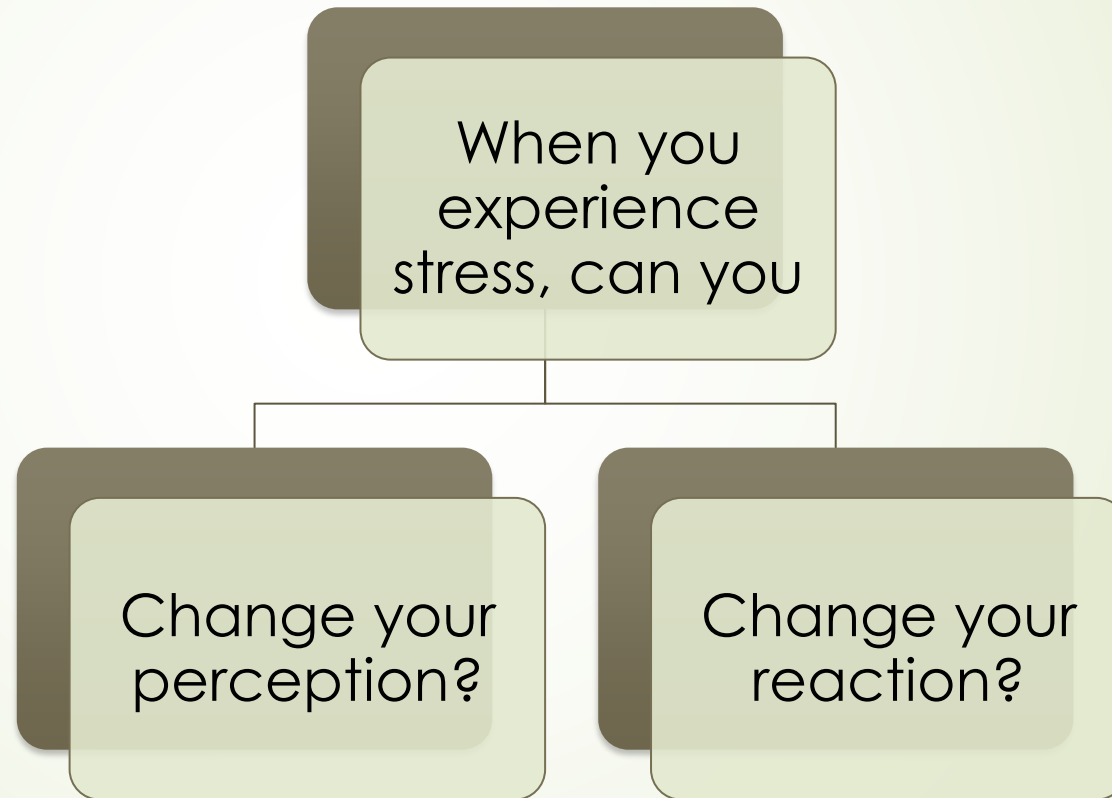 When you
experience
stress, can you
Change your
perception?
Change your
reaction?